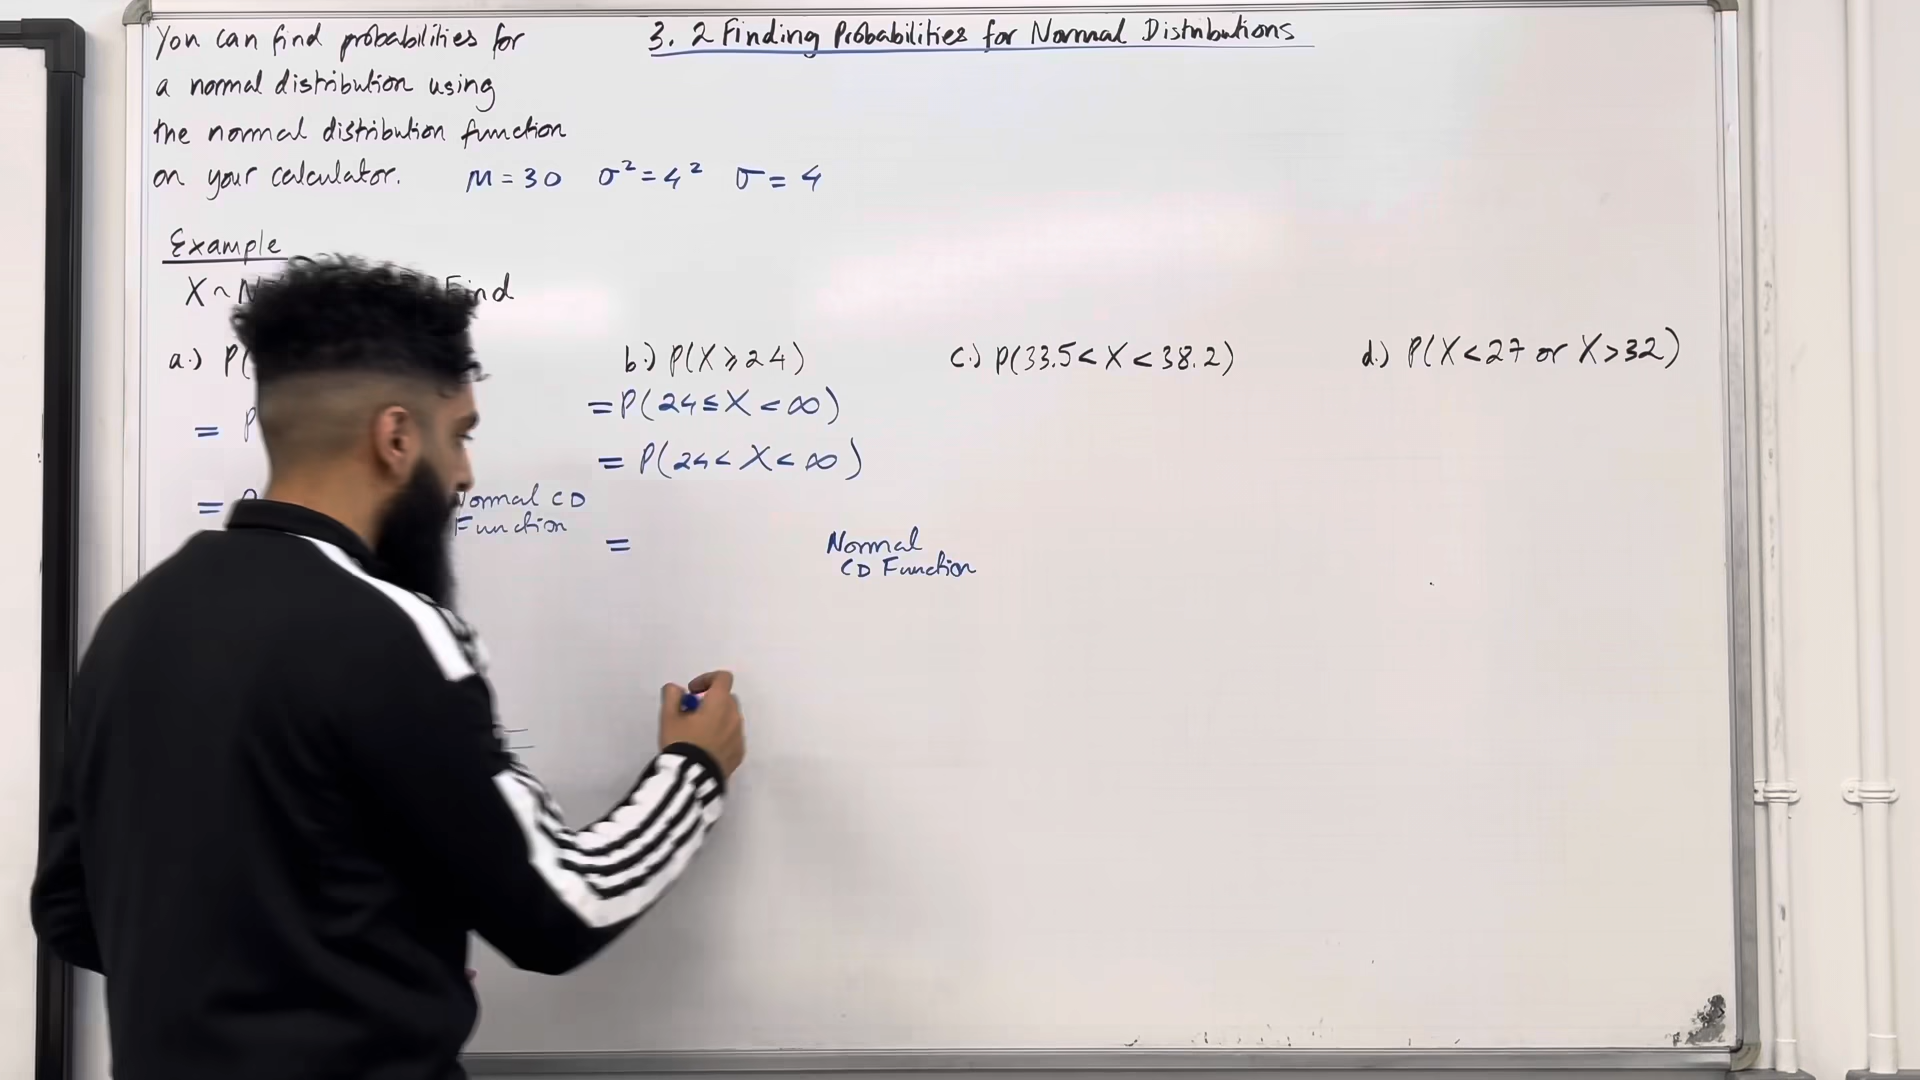 3.2 Finding Probabilities for Normal Distributions
You can find probabilities for
a normal distribution using
the normal distribution function
on your calculator.
μ = 30 σ² = 4² σ = 4
Example
X ~ N Find
a.) P(
= P
=
Normal CD
Function
b.) P(X ⩾ 24)
= P(24 ≤ X < ∞)
= P(24 < X < ∞)
=
Normal
CD Function
c.) P(33.5 < X < 38.2)
d.) P(X < 27 or X > 32)